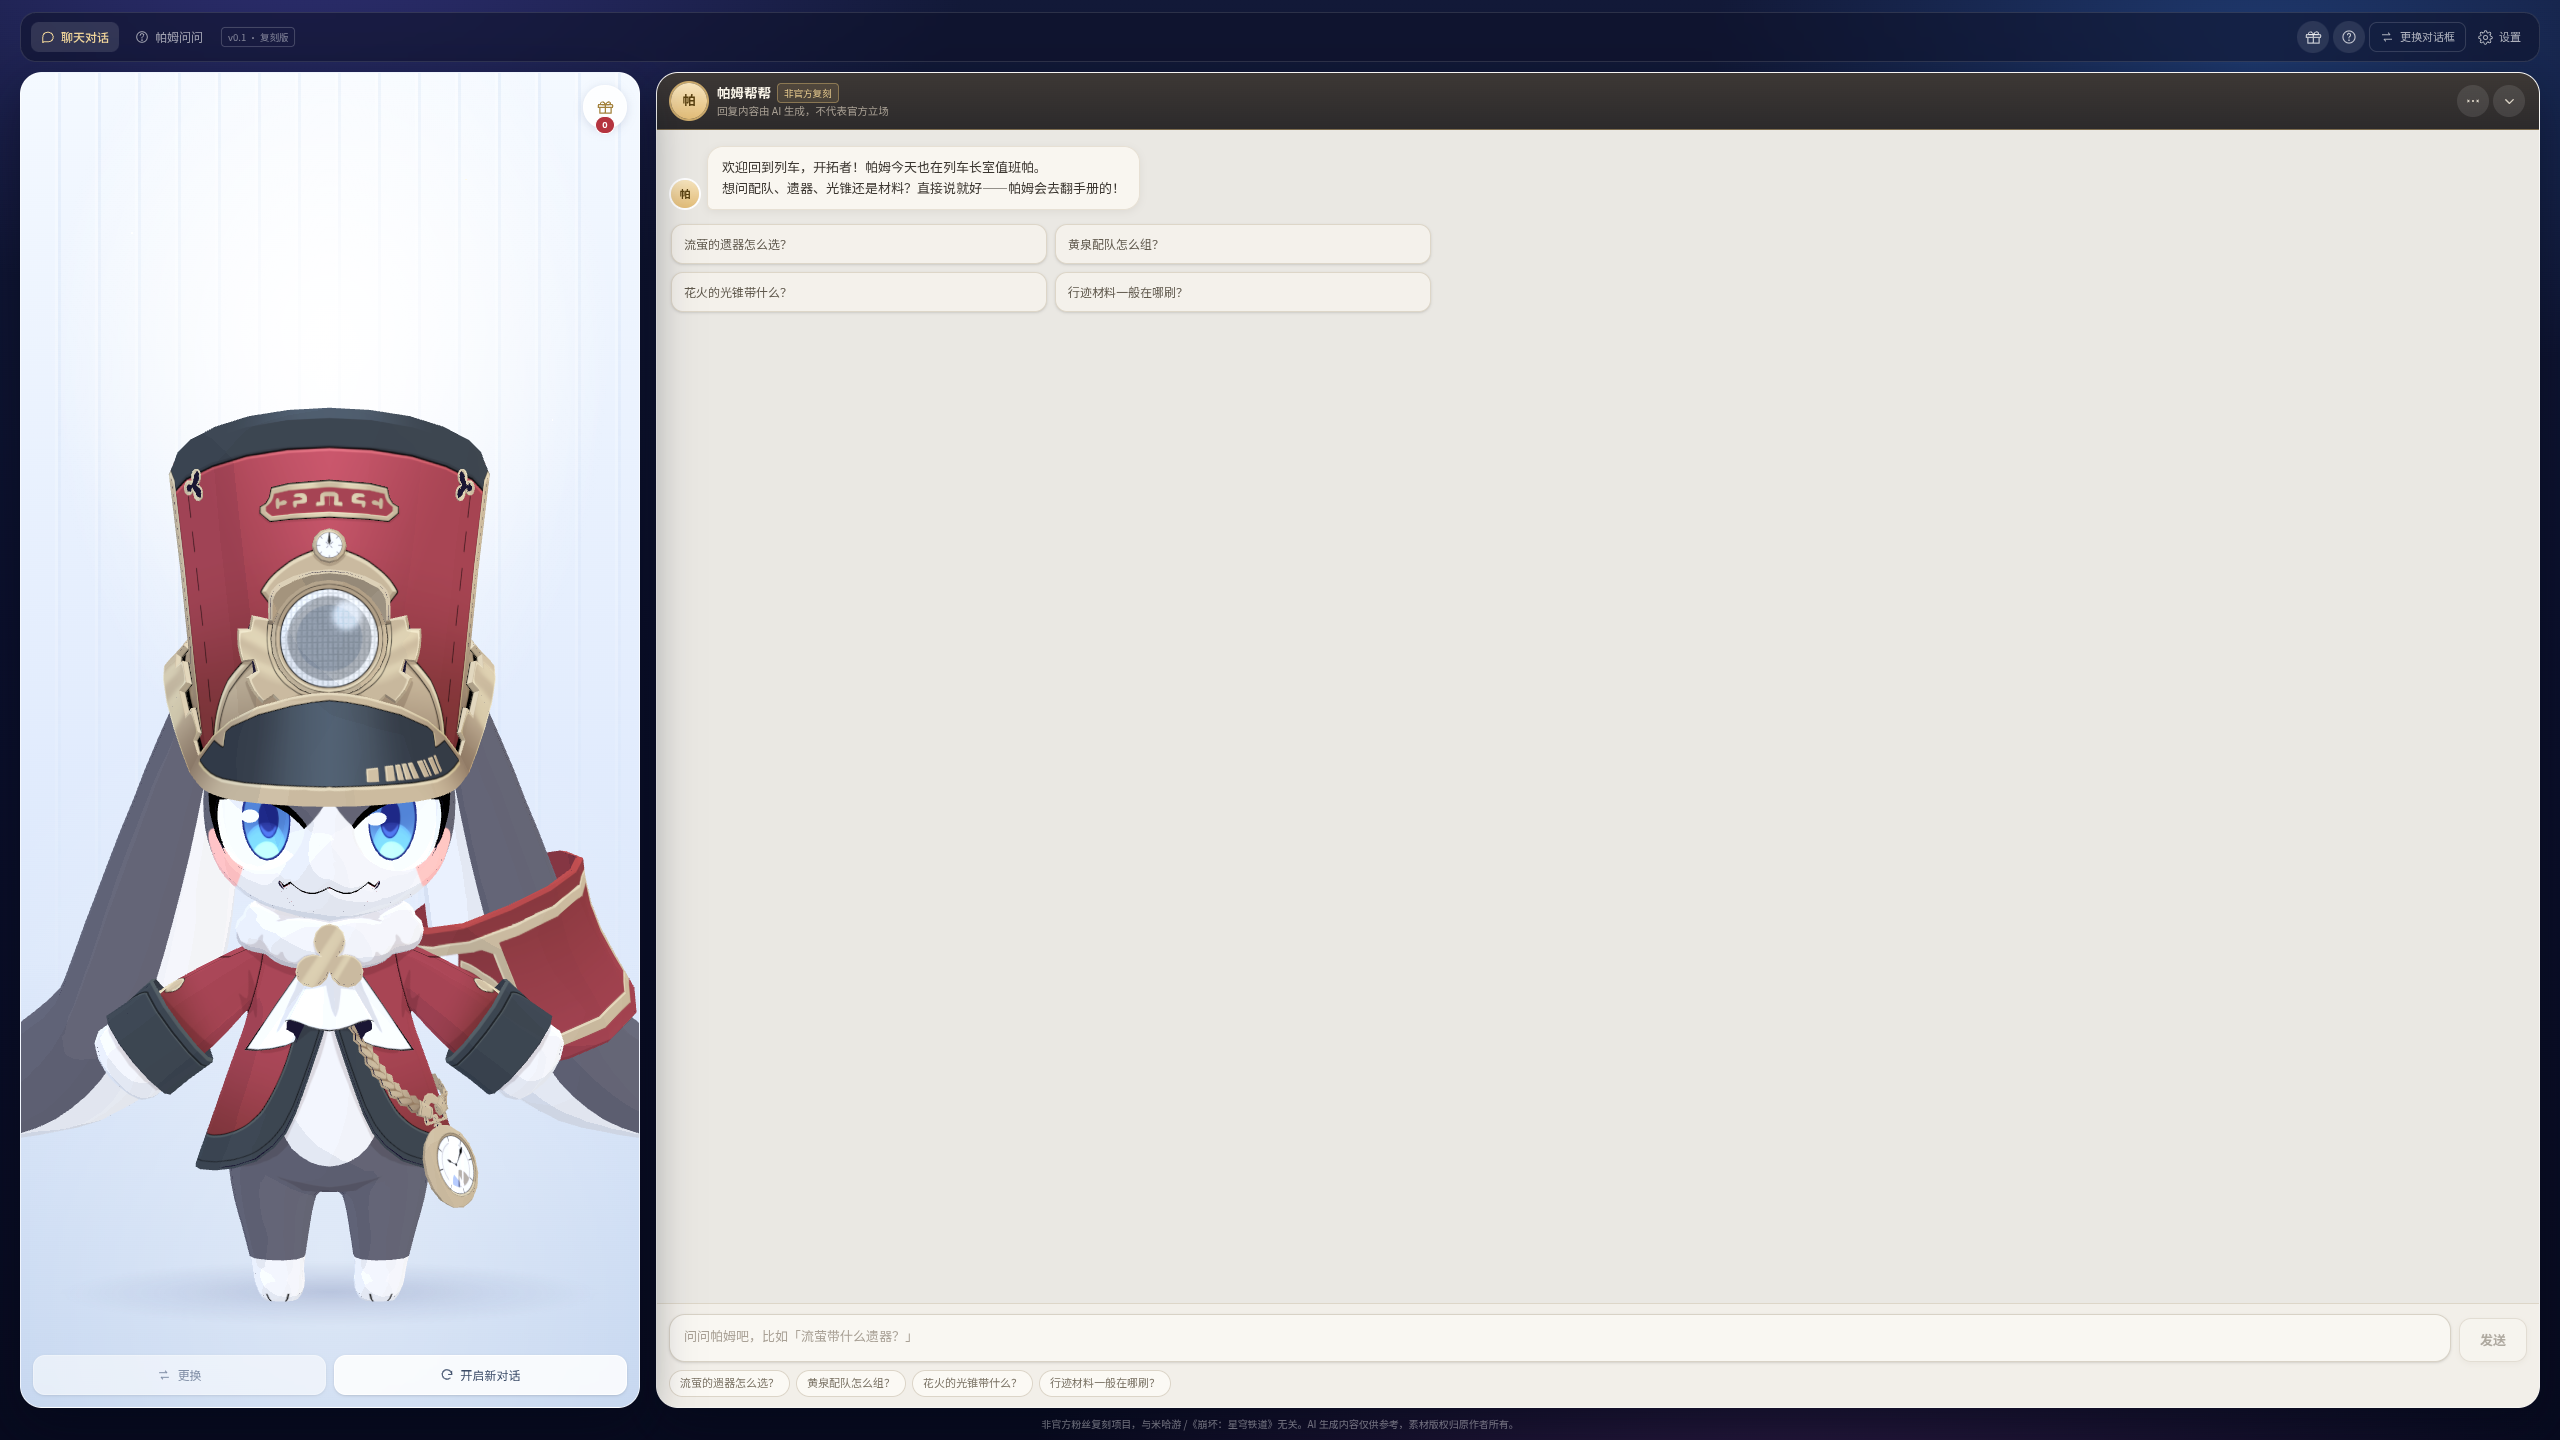 聊天对话
帕姆问问
v0.1 · 复刻版
更换对话框
设置
0
更换
开启新对话
帕
帕姆帮帮
非官方复刻
回复内容由 AI 生成，不代表官方立场
帕
欢迎回到列车，开拓者！帕姆今天也在列车长室值班帕。
想问配队、遗器、光锥还是材料？直接说就好——帕姆会去翻手册的！
流萤的遗器怎么选？
黄泉配队怎么组？
花火的光锥带什么？
行迹材料一般在哪刷？
问问帕姆吧，比如「流萤带什么遗器？」
发送
流萤的遗器怎么选？
黄泉配队怎么组？
花火的光锥带什么？
行迹材料一般在哪刷？
非官方粉丝复刻项目，与米哈游 /《崩坏：星穹铁道》无关。AI 生成内容仅供参考，素材版权归原作者所有。